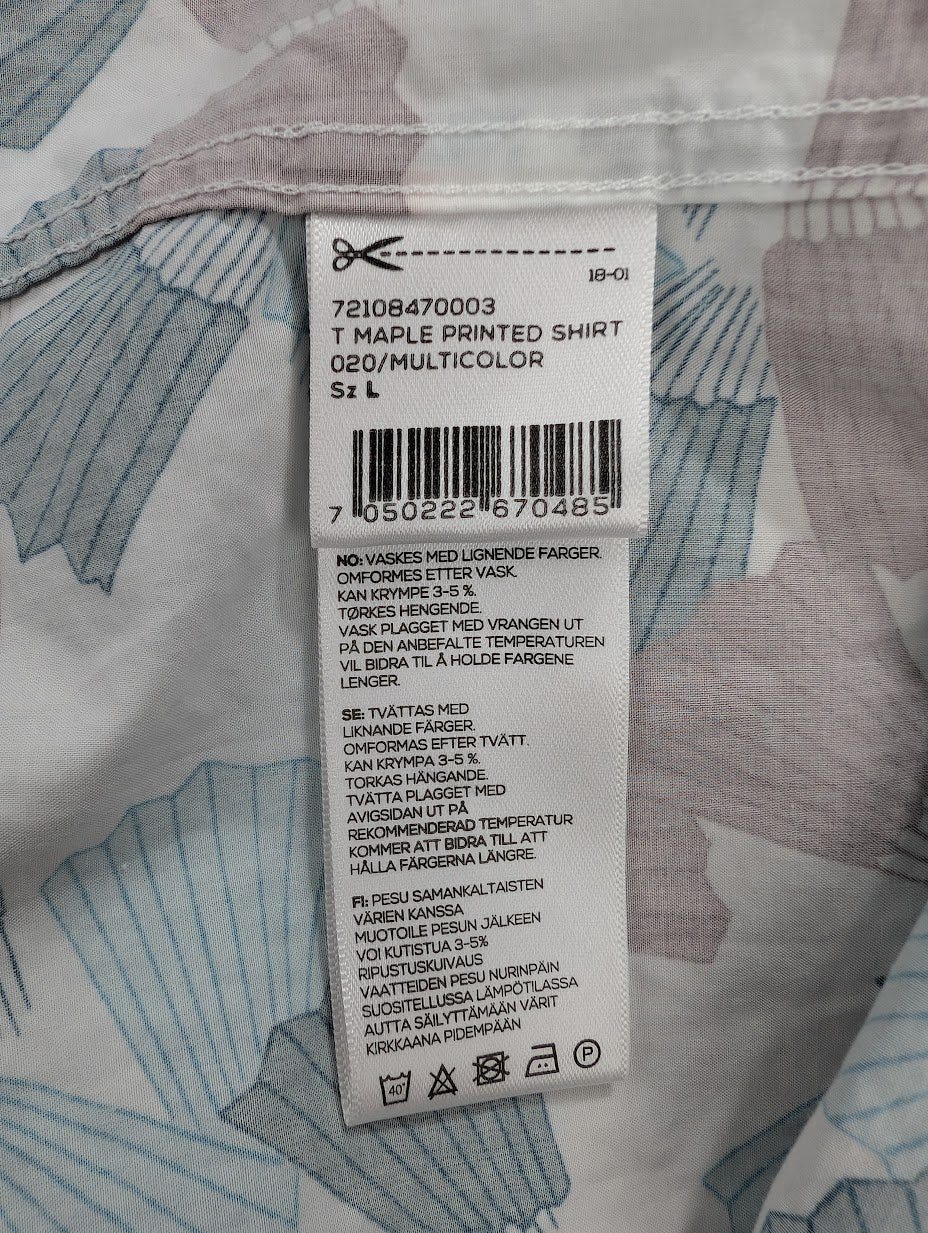 18-01
72108470003
T MAPLE PRINTED SHIRT
020/MULTICOLOR
Sz L
7 050222 670485
NO: VASKES MED LIGNENDE FARGER.
OMFORMES ETTER VASK.
KAN KRYMPE 3-5 %.
TØRKES HENGENDE.
VASK PLAGGET MED VRANGEN UT
PÅ DEN ANBEFALTE TEMPERATUREN
VIL BIDRA TIL Å HOLDE FARGENE
LENGER.
SE: TVÄTTAS MED
LIKNANDE FÄRGER.
OMFORMAS EFTER TVÄTT.
KAN KRYMPA 3-5 %.
TORKAS HÄNGANDE.
TVÄTTA PLAGGET MED
AVIGSIDAN UT PÅ
REKOMMENDERAD TEMPERATUR
KOMMER ATT BIDRA TILL ATT
HÅLLA FÄRGERNA LÄNGRE.
FI: PESU SAMANKALTAISTEN
VÄRIEN KANSSA
MUOTOILE PESUN JÄLKEEN
VOI KUTISTUA 3-5%
RIPUSTUSKUIVAUS
VAATTEIDEN PESU NURINPÄIN
SUOSITELLUSSA LÄMPÖTILASSA
AUTTA SÄILYTTÄMÄÄN VÄRIT
KIRKKAANA PIDEMPÄÄN
40° P